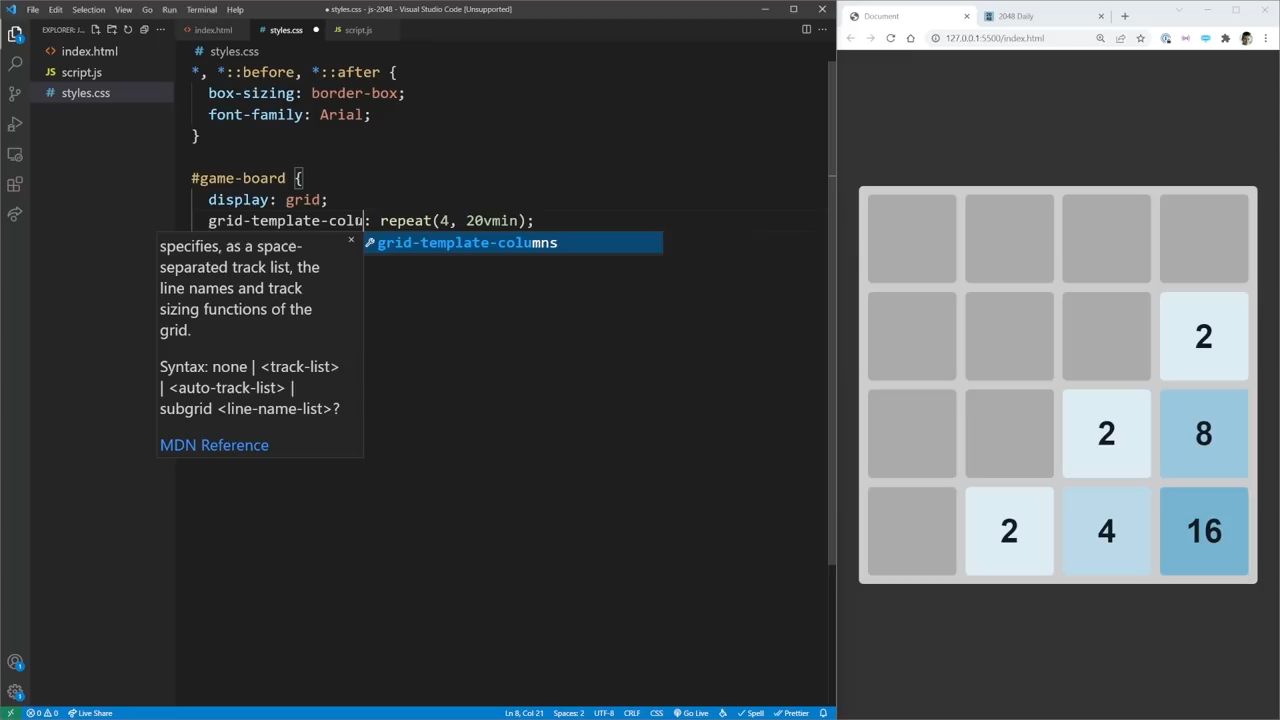 File Edit Selection View Go Run Terminal Help
● styles.css - js-2048 - Visual Studio Code [Unsupported]
EXPLORER: J...
index.html
script.js
styles.css
index.html
# styles.css
JS script.js
# styles.css
*, *::before, *::after {
box-sizing: border-box;
font-family: Arial;
}
#game-board {
display: grid;
grid-template-colu: repeat(4, 20vmin);
grid-template-columns
specifies, as a space-
separated track list, the
line names and track
sizing functions of the
grid.
Syntax: none | <track-list>
| <auto-track-list> |
subgrid <line-name-list>?
MDN Reference
0 0 Live Share
Ln 8, Col 21 Spaces: 2 UTF-8 CRLF CSS Go Live Spell Prettier
Document
2048 Daily
127.0.0.1:5500/index.html
2
2 8
2 4 16